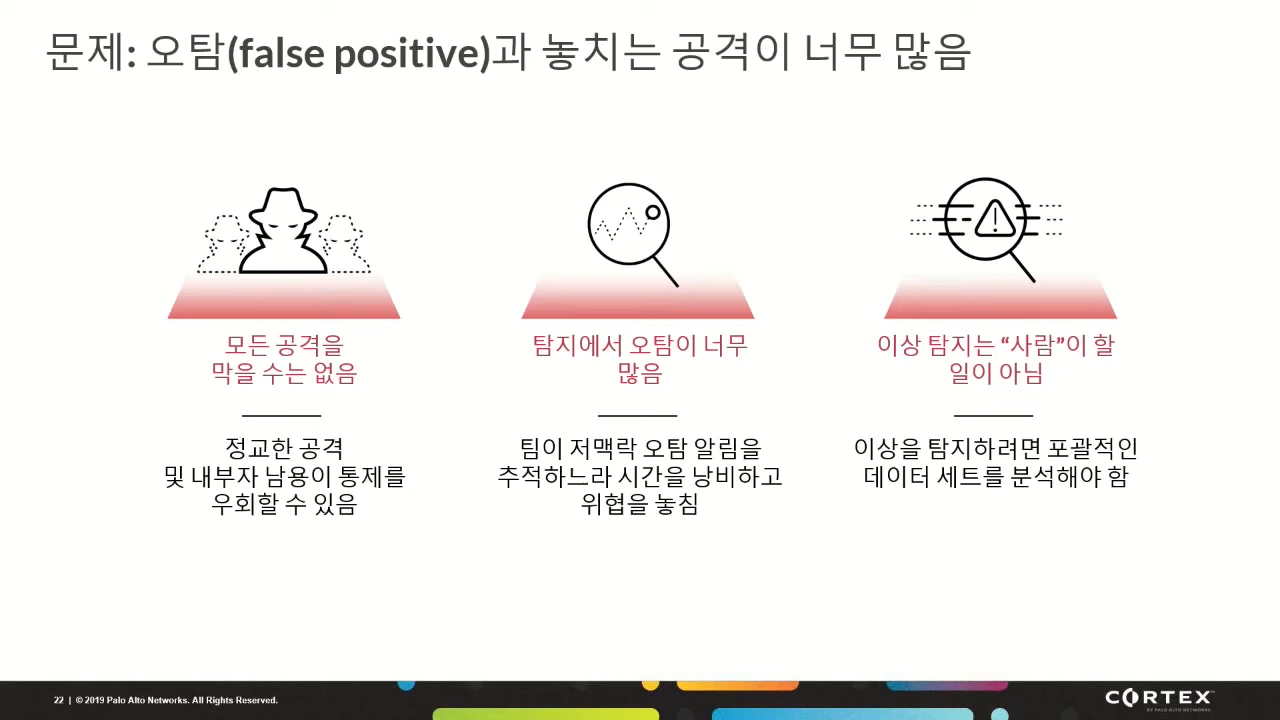 문제: 오탐(false positive)과 놓치는 공격이 너무 많음
모든 공격을
막을 수는 없음
정교한 공격
및 내부자 남용이 통제를
우회할 수 있음
탐지에서 오탐이 너무
많음
팀이 저맥락 오탐 알림을
추적하느라 시간을 낭비하고
위협을 놓침
이상 탐지는 “사람”이 할
일이 아님
이상을 탐지하려면 포괄적인
데이터 세트를 분석해야 함
22 | © 2019 Palo Alto Networks. All Rights Reserved.
CORTEX™
BY PALO ALTO NETWORKS